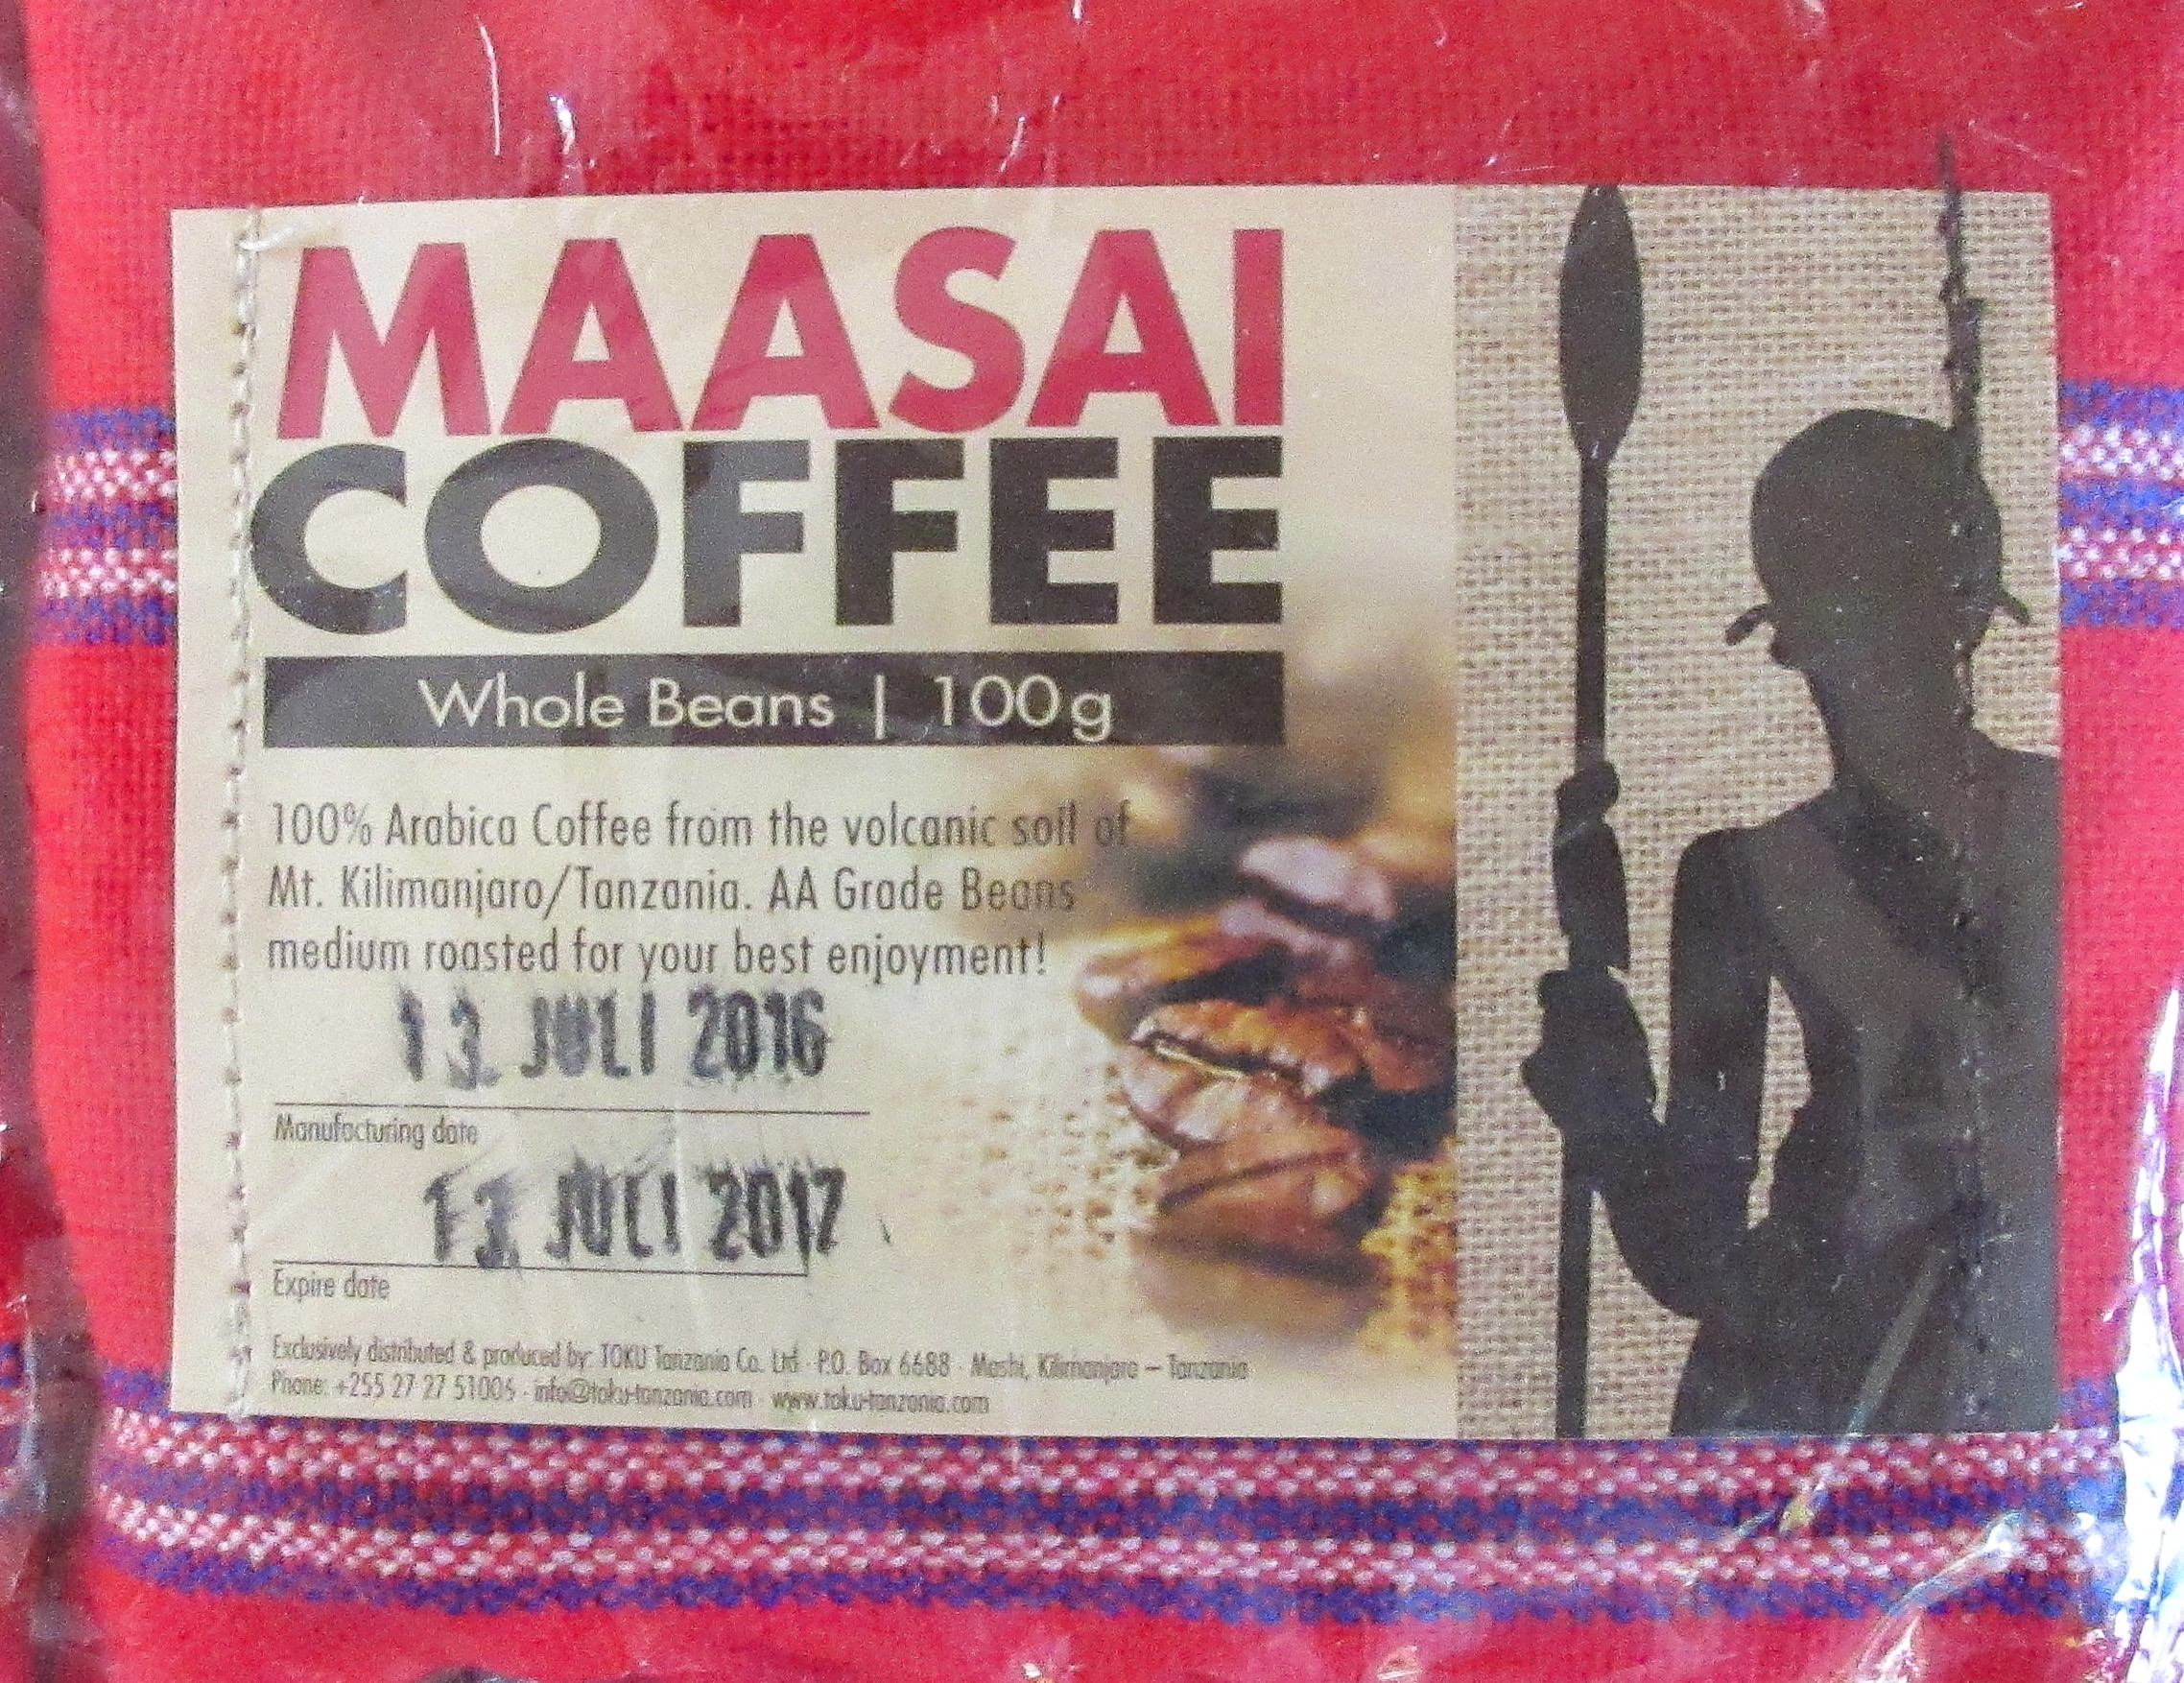 MAASAI
COFFEE
Whole Beans | 100g
100% Arabica Coffee from the volcanic soil of
Mt. Kilimanjaro/Tanzania. AA Grade Beans
medium roasted for your best enjoyment!
13. JULI 2016
Manufacturing date
13. JULI 2017
Expire date
Exclusively distributed & produced by: TOKU Tanzania Co. Ltd · P.O. Box 6688 · Moshi, Kilimanjaro – Tanzania
Phone: +255 27 27 51006 · info@toku-tanzania.com · www.toku-tanzania.com